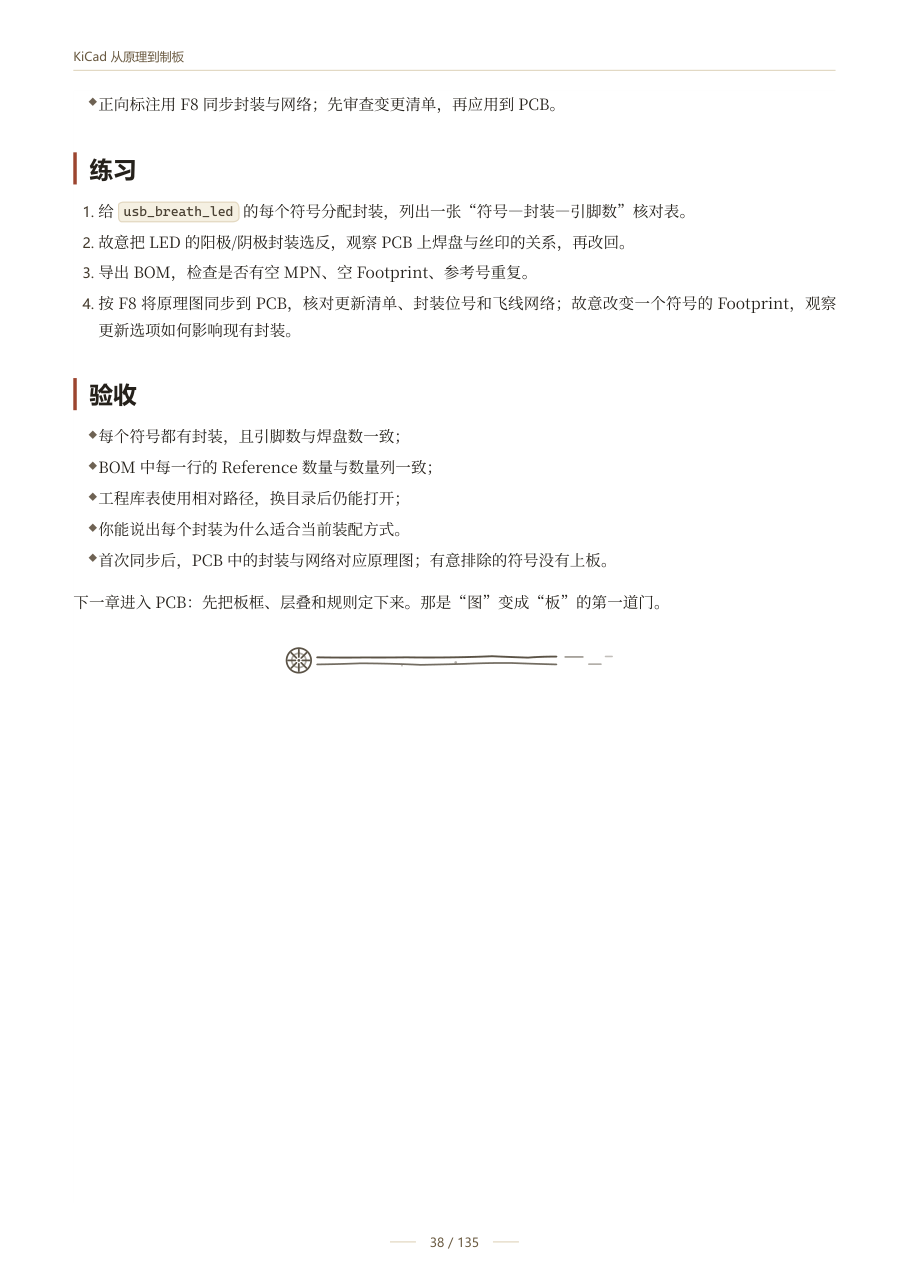 KiCad 从原理到制板
◆正向标注用 F8 同步封装与网络；先审查变更清单，再应用到 PCB。
练习
1. 给 usb_breath_led 的每个符号分配封装，列出一张“符号—封装—引脚数”核对表。
2. 故意把 LED 的阳极/阴极封装选反，观察 PCB 上焊盘与丝印的关系，再改回。
3. 导出 BOM，检查是否有空 MPN、空 Footprint、参考号重复。
4. 按 F8 将原理图同步到 PCB，核对更新清单、封装位号和飞线网络；故意改变一个符号的 Footprint，观察
更新选项如何影响现有封装。
验收
◆每个符号都有封装，且引脚数与焊盘数一致；
◆BOM 中每一行的 Reference 数量与数量列一致；
◆工程库表使用相对路径，换目录后仍能打开；
◆你能说出每个封装为什么适合当前装配方式。
◆首次同步后，PCB 中的封装与网络对应原理图；有意排除的符号没有上板。
下一章进入 PCB：先把板框、层叠和规则定下来。那是“图”变成“板”的第一道门。
38 / 135